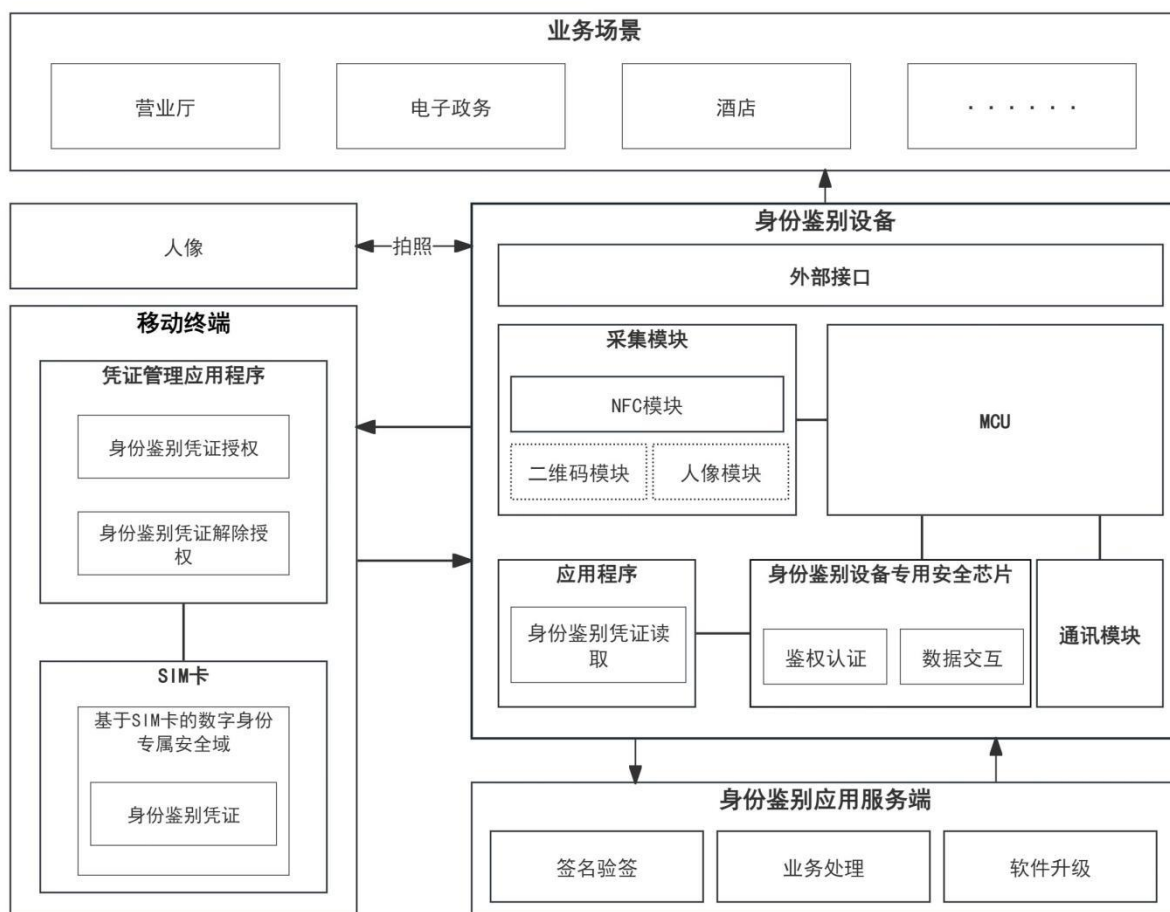 业务场景
营业厅
电子政务
酒店
······
人像
拍照
身份鉴别设备
外部接口
移动终端
凭证管理应用程序
身份鉴别凭证授权
身份鉴别凭证解除授
权
SIM卡
基于SIM卡的数字身份
专属安全域
身份鉴别凭证
采集模块
NFC模块
二维码模块
人像模块
MCU
应用程序
身份鉴别凭证读
取
身份鉴别设备专用安全芯片
鉴权认证
数据交互
通讯模块
身份鉴别应用服务端
签名验签
业务处理
软件升级